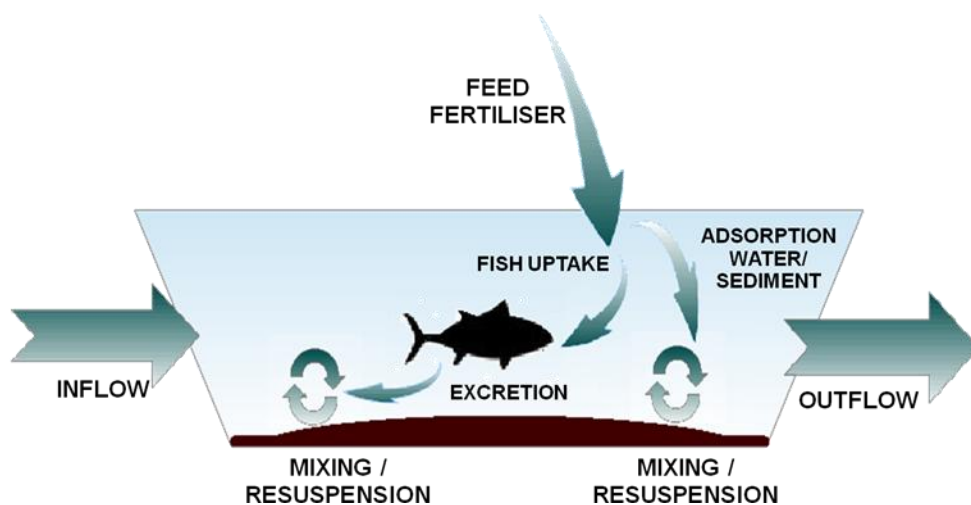 FEED
FERTILISER
ADSORPTION
WATER/
SEDIMENT
FISH UPTAKE
INFLOW
EXCRETION
OUTFLOW
MIXING /
RESUSPENSION
MIXING /
RESUSPENSION